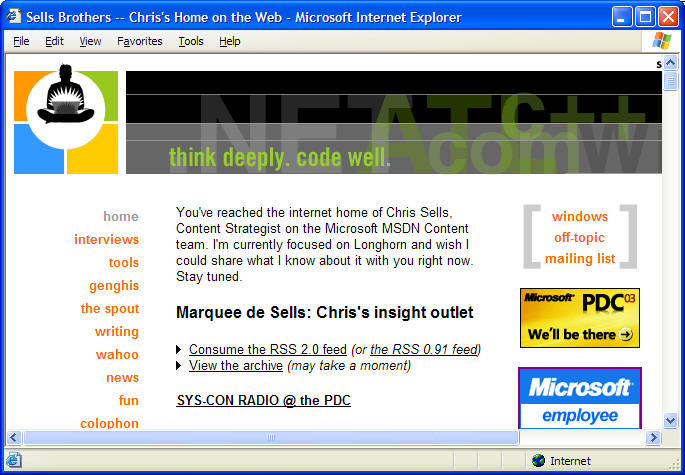 Sells Brothers -- Chris's Home on the Web - Microsoft Internet Explorer
File Edit View Favorites Tools Help
s
.NET ATL C++
com w
think deeply. code well.
home
interviews
tools
genghis
the spout
writing
wahoo
news
fun
colophon
You've reached the internet home of Chris Sells,
Content Strategist on the Microsoft MSDN Content
team. I'm currently focused on Longhorn and wish I
could share what I know about it with you right now.
Stay tuned.
Marquee de Sells: Chris's insight outlet
Consume the RSS 2.0 feed (or the RSS 0.91 feed)
View the archive (may take a moment)
SYS-CON RADIO @ the PDC
windows
off-topic
mailing list
Microsoft PDC 03
We'll be there
Microsoft
employee
Internet